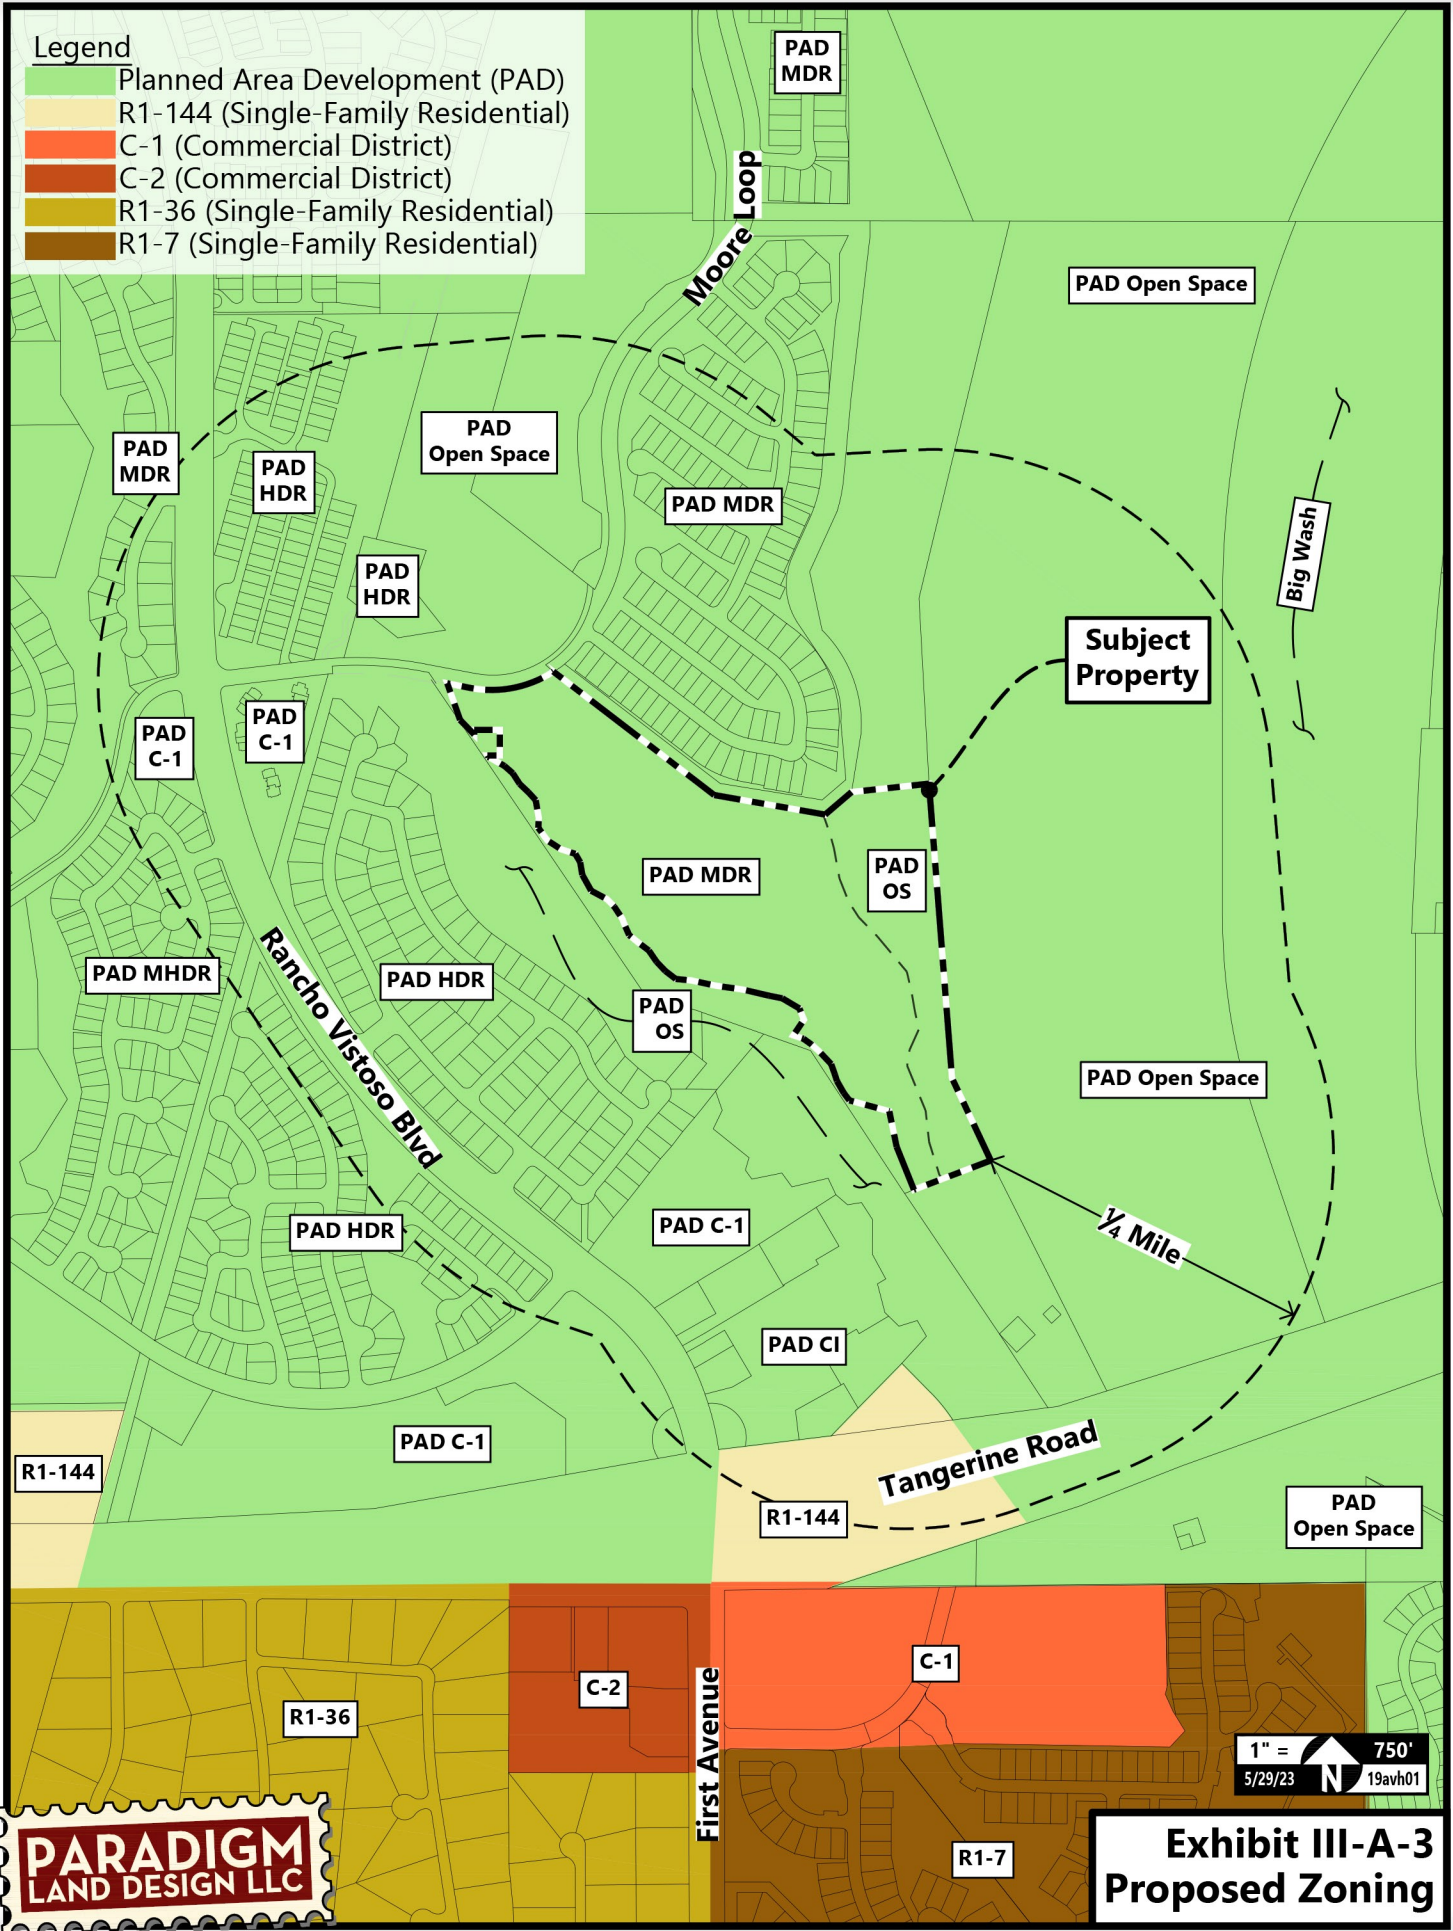 Legend
Planned Area Development (PAD)
R1-144 (Single-Family Residential)
C-1 (Commercial District)
C-2 (Commercial District)
R1-36 (Single-Family Residential)
R1-7 (Single-Family Residential)
PAD
MDR
Moore Loop
PAD Open Space
PAD
Open Space
PAD
MDR
PAD
HDR
PAD MDR
PAD
HDR
Big Wash
Subject
Property
PAD
C-1
PAD
C-1
PAD MDR
PAD
OS
PAD MHDR
PAD HDR
Rancho Vistoso Blvd
PAD
OS
PAD Open Space
PAD HDR
PAD C-1
¼ Mile
PAD CI
PAD C-1
Tangerine Road
R1-144
R1-144
PAD
Open Space
C-1
C-2
R1-36
First Avenue
R1-7
1" = 750'
5/29/23 N 19avh01
PARADIGM
LAND DESIGN LLC
Exhibit III-A-3
Proposed Zoning